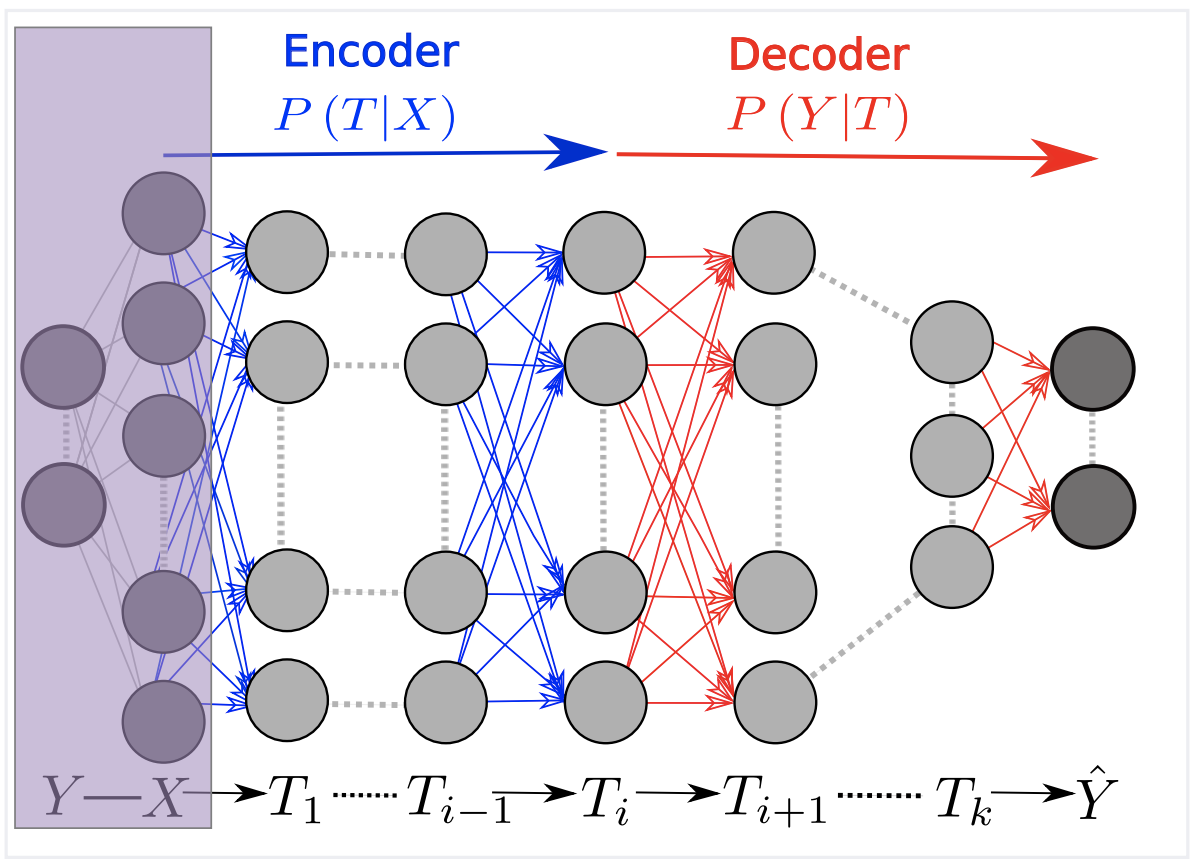 Encoder Decoder
P (T|X) P (Y|T)
Y — X → T₁ ........ Tᵢ₋₁ → Tᵢ → Tᵢ₊₁ ........ Tₖ → Ŷ